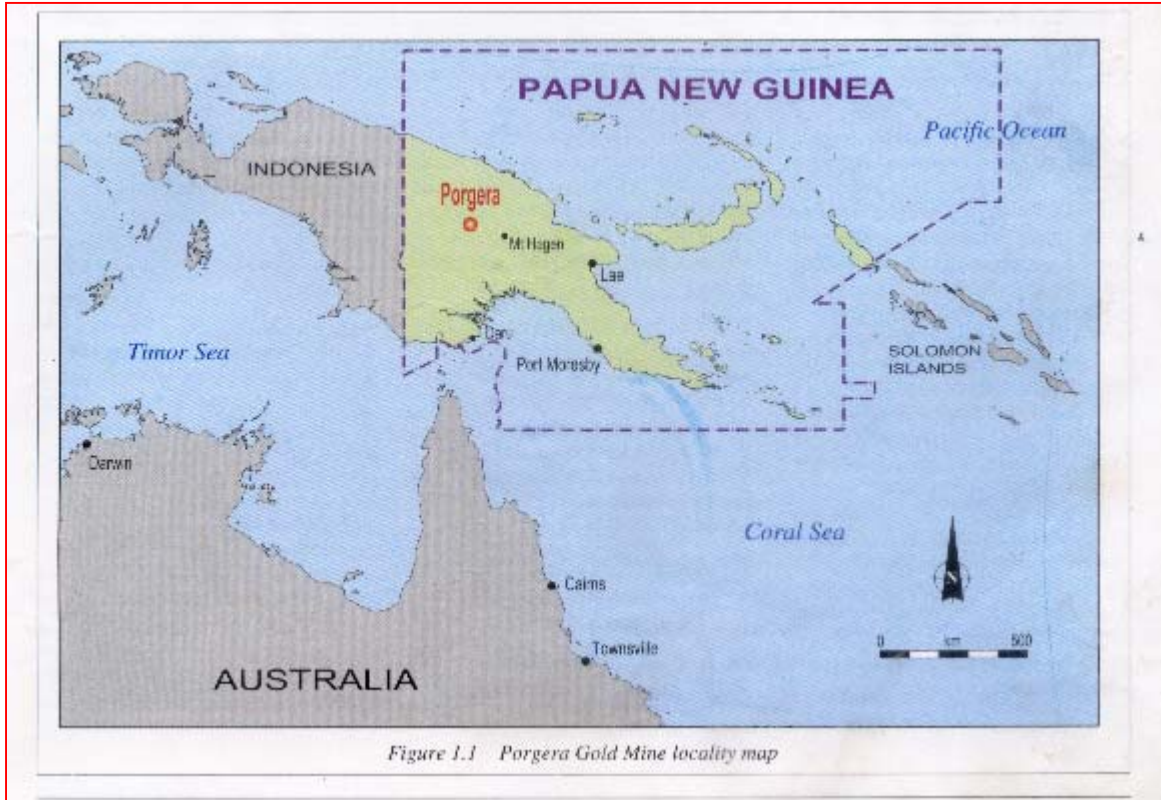 PAPUA NEW GUINEA
Pacific Ocean
INDONESIA
Porgera
Mt Hagen
Lae
Daru
Timor Sea
Port Moresby
SOLOMON
ISLANDS
Darwin
Coral Sea
N
Cairns
0 km 500
Townsville
AUSTRALIA
Figure 1.1 Porgera Gold Mine locality map